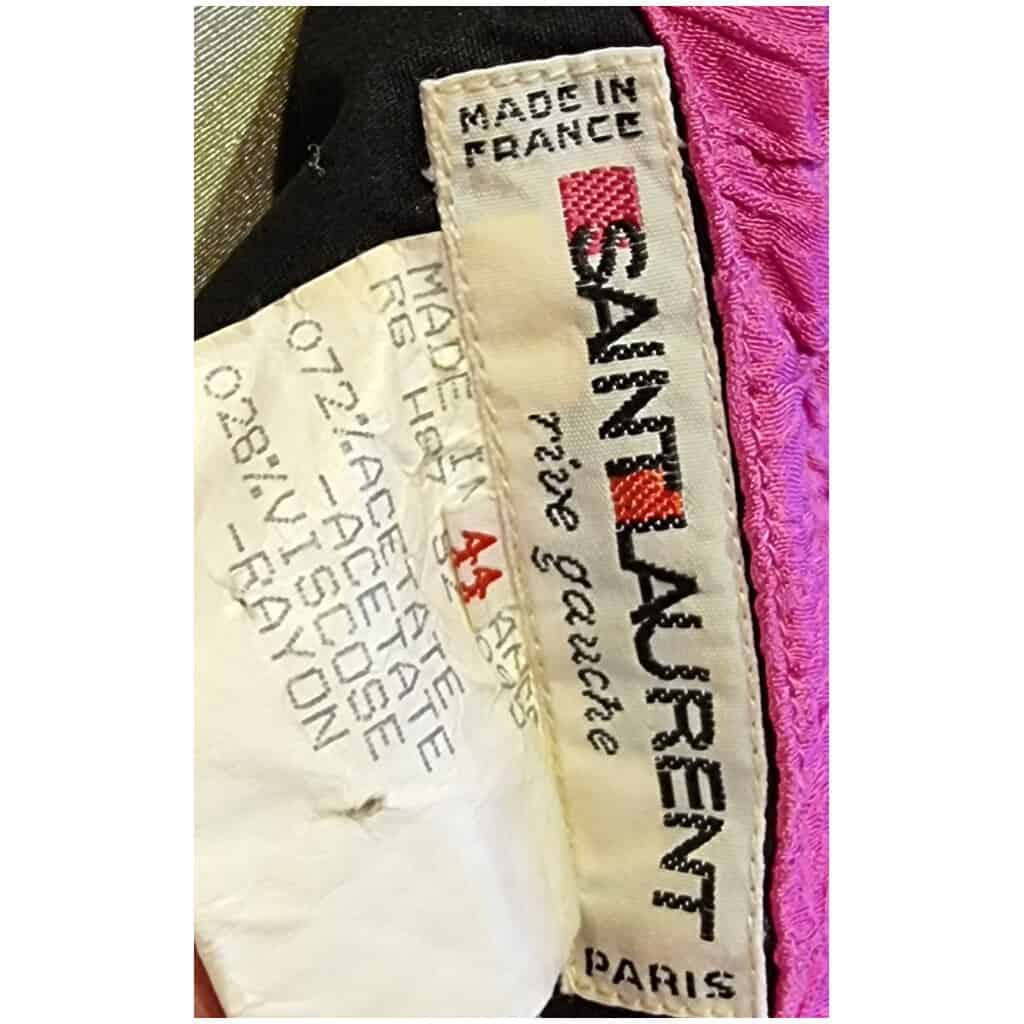 MADE IN
FRANCE
SAINT LAURENT
rive gauche
PARIS
MADE IN
44
072%ACETATE
-ACETATE
028%VISCOSE
-RAYON